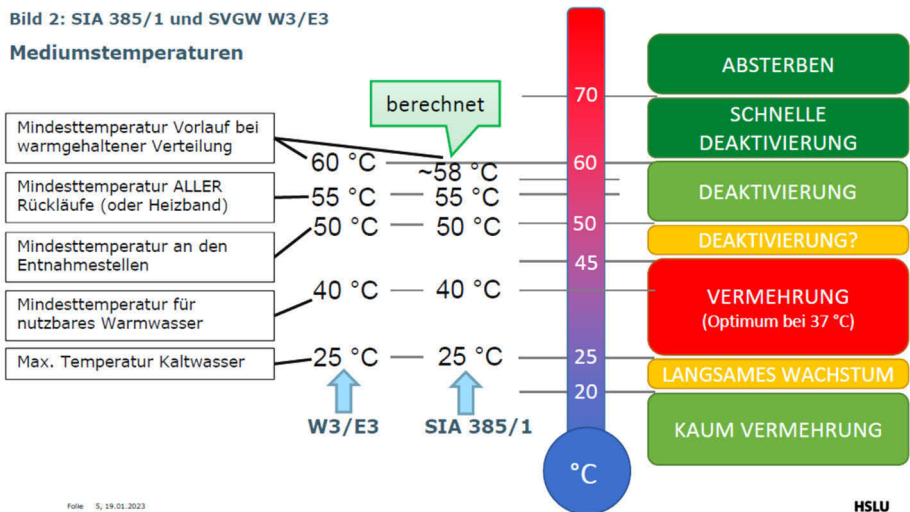 Bild 2: SIA 385/1 und SVGW W3/E3
Mediumstemperaturen
berechnet
Mindesttemperatur Vorlauf bei
warmgehaltener Verteilung
60 °C
~58 °C
Mindesttemperatur ALLER
Rückläufe (oder Heizband)
55 °C
55 °C
50 °C
50 °C
Mindesttemperatur an den
Entnahmestellen
Mindesttemperatur für
nutzbares Warmwasser
40 °C
40 °C
Max. Temperatur Kaltwasser
25 °C
25 °C
W3/E3
SIA 385/1
70
60
50
45
25
20
°C
ABSTERBEN
SCHNELLE
DEAKTIVIERUNG
DEAKTIVIERUNG
DEAKTIVIERUNG?
VERMEHRUNG
(Optimum bei 37 °C)
LANGSAMES WACHSTUM
KAUM VERMEHRUNG
Folie 5, 19.01.2023
HSLU